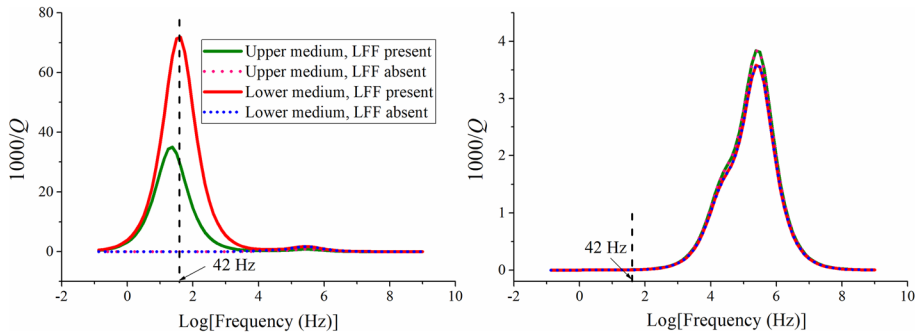 80
60
40
20
0
1000/Q
Upper medium, LFF present
Upper medium, LFF absent
Lower medium, LFF present
Lower medium, LFF absent
42 Hz
-2 0 2 4 6 8 10
Log[Frequency (Hz)]
4
3
2
1
0
1000/Q
42 Hz
-2 0 2 4 6 8 10
Log[Frequency (Hz)]